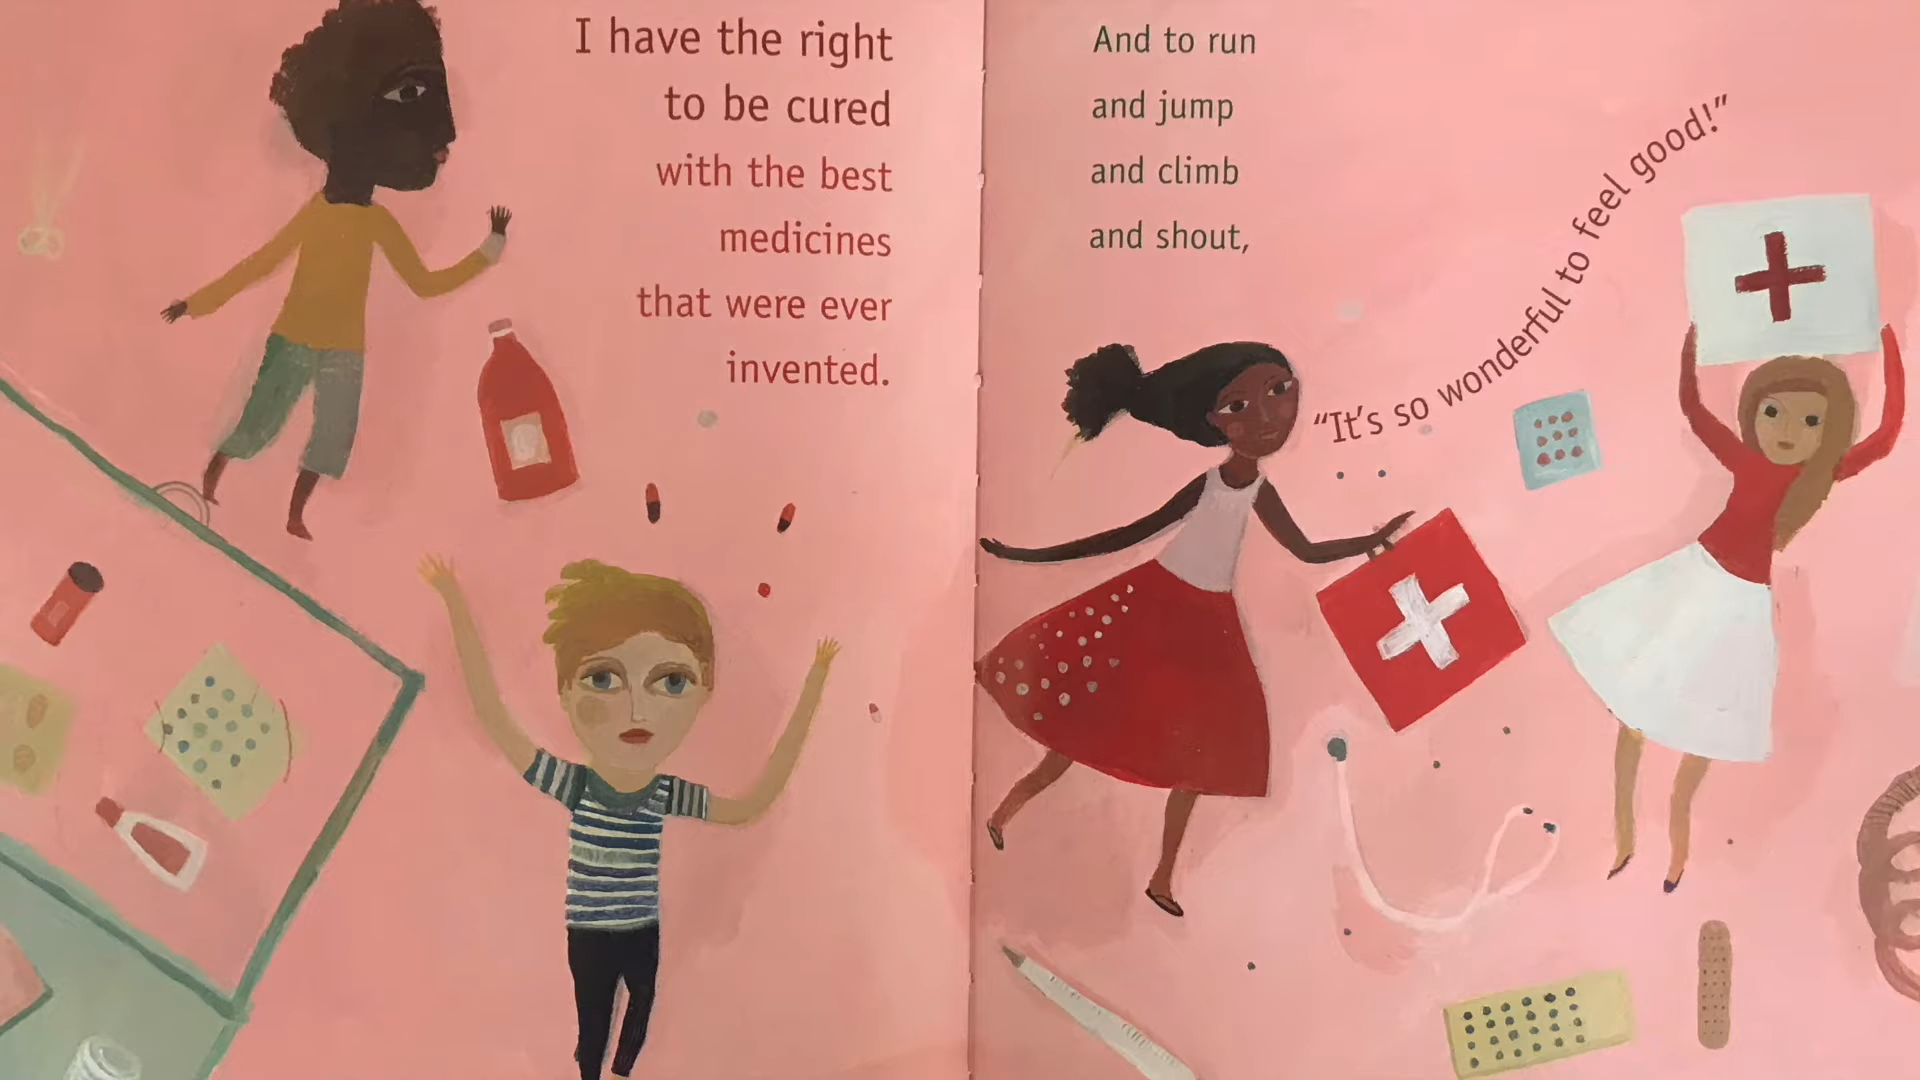 I have the right
to be cured
with the best
medicines
that were ever
invented.
And to run
and jump
and climb
and shout,
“It’s so wonderful to feel good!”